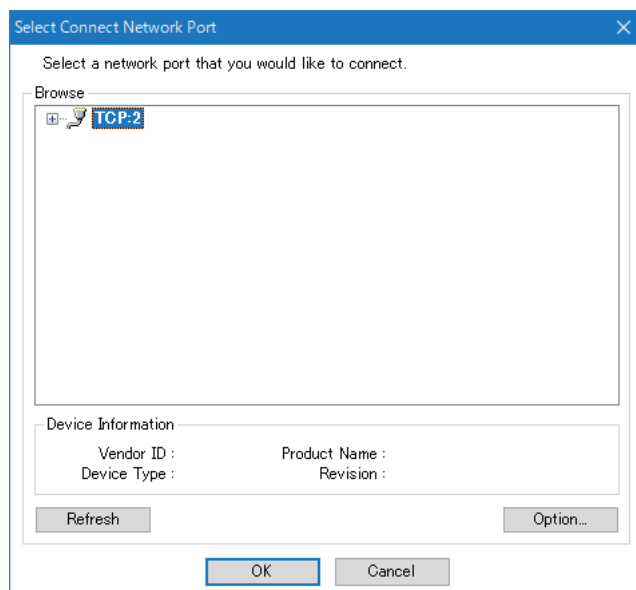 Select Connect Network Port
Select a network port that you would like to connect.
Browse
TCP:2
Device Information
Vendor ID : Product Name :
Device Type : Revision :
Refresh Option...
OK Cancel